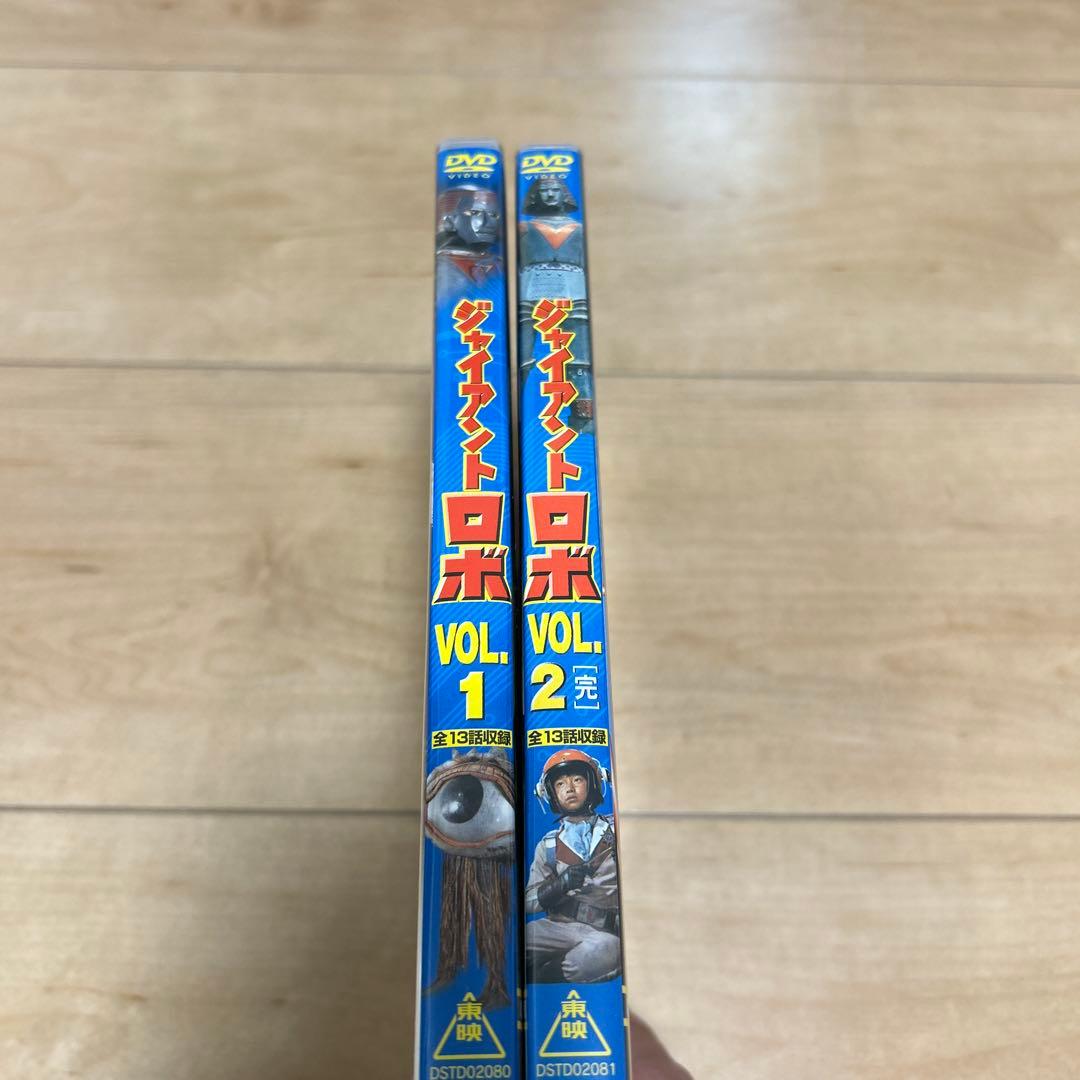 DVD
VIDEO
ジャイアント
ロボ
VOL.
1
全13話収録
東映
DSTD02080
DVD
VIDEO
ジャイアント
ロボ
VOL.
2[完]
全13話収録
東映
DSTD02081